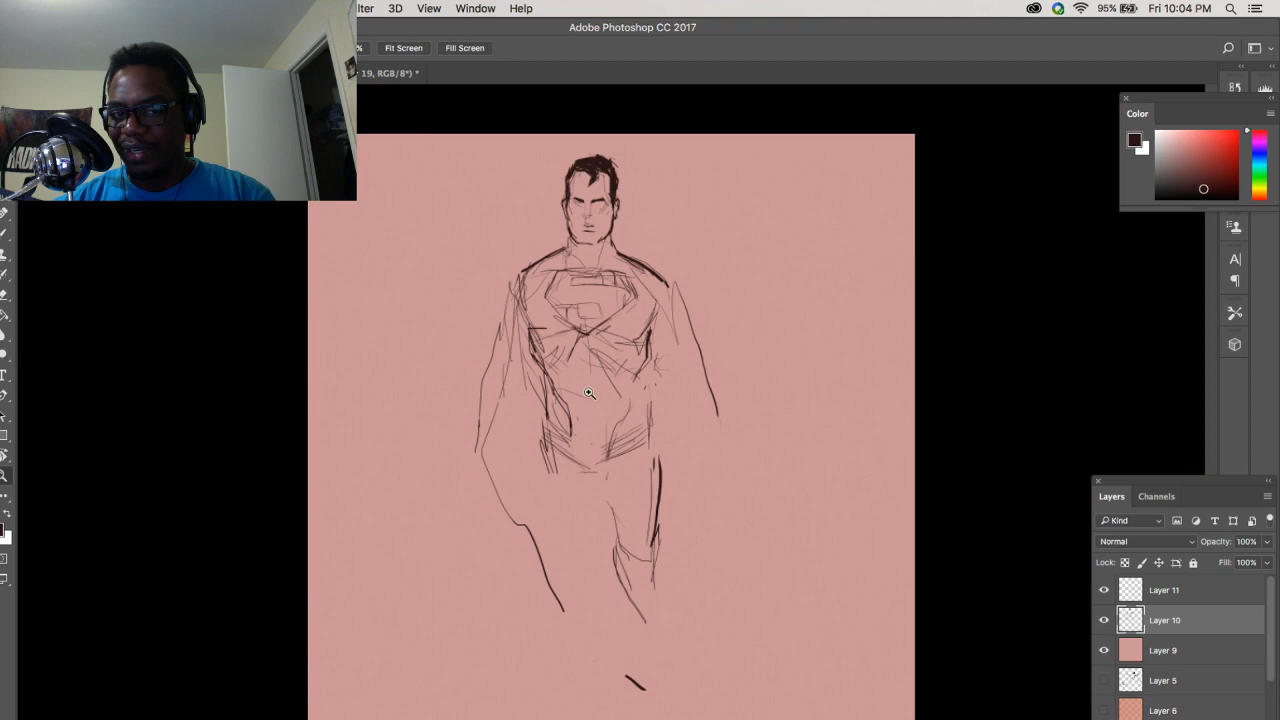 lter 3D View Window Help
95% Fri 10:04 PM
Adobe Photoshop CC 2017
% Fit Screen Fill Screen
19, RGB/8*) *
Color
Layers Channels
Kind
Normal Opacity: 100%
Lock: Fill: 100%
Layer 11
Layer 10
Layer 9
Layer 5
Layer 6